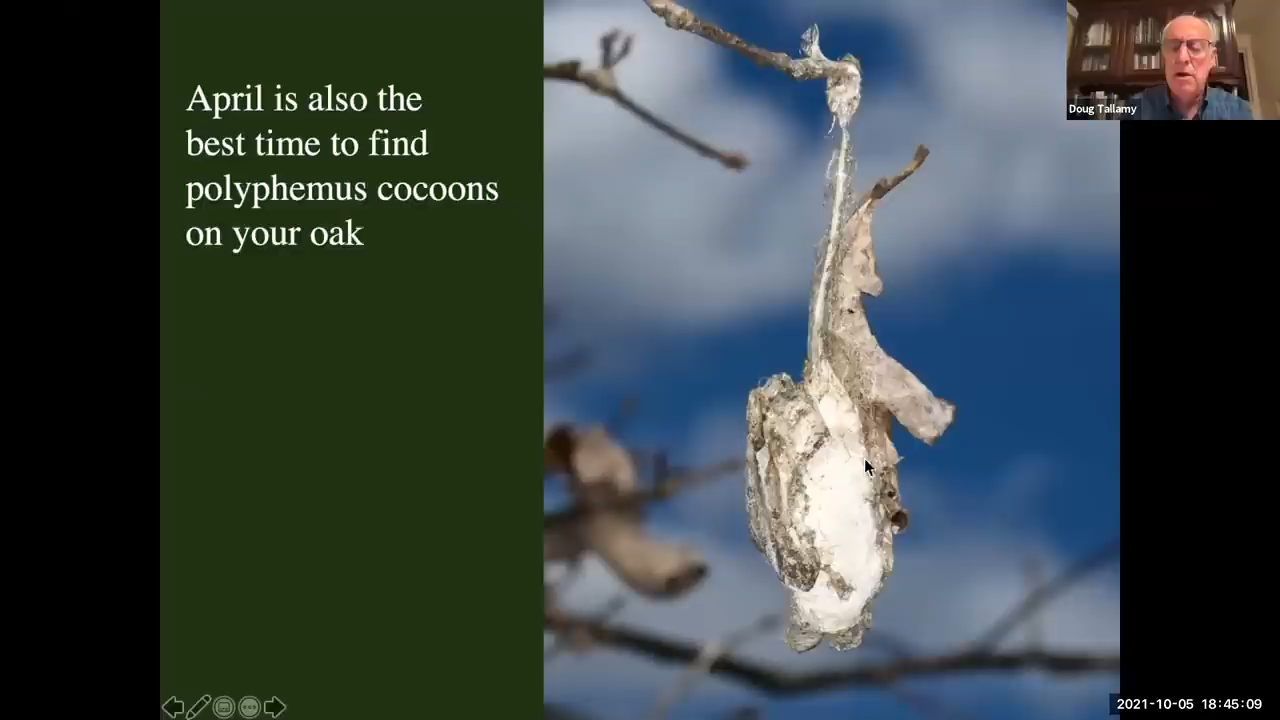 April is also the
best time to find
polyphemus cocoons
on your oak
Doug Tallamy
2021-10-05 18:45:09